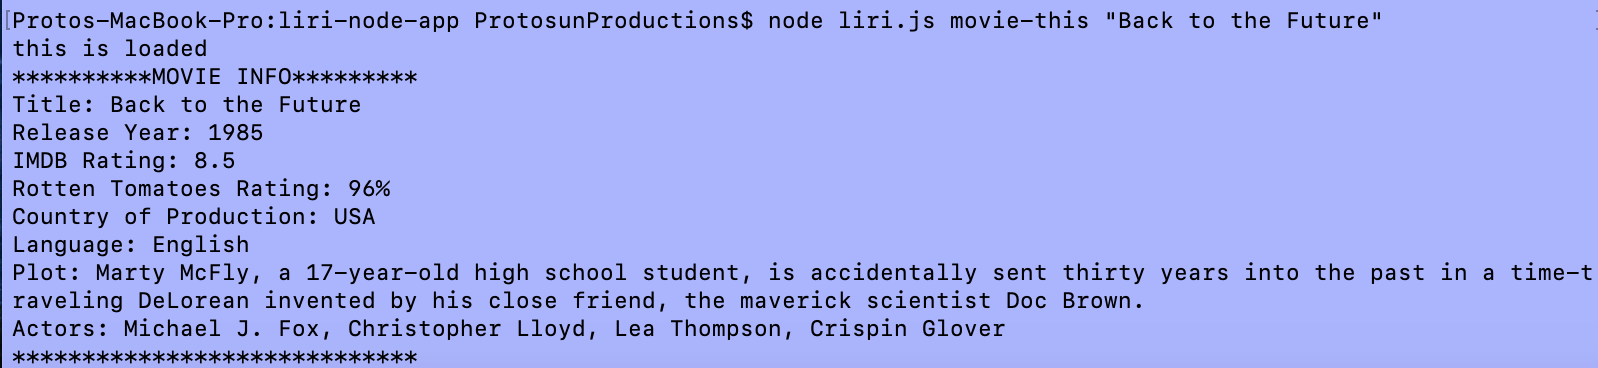 [Protos-MacBook-Pro:liri-node-app ProtosunProductions$ node liri.js movie-this "Back to the Future"
this is loaded
**********MOVIE INFO*********
Title: Back to the Future
Release Year: 1985
IMDB Rating: 8.5
Rotten Tomatoes Rating: 96%
Country of Production: USA
Language: English
Plot: Marty McFly, a 17-year-old high school student, is accidentally sent thirty years into the past in a time-t
raveling DeLorean invented by his close friend, the maverick scientist Doc Brown.
Actors: Michael J. Fox, Christopher Lloyd, Lea Thompson, Crispin Glover
*****************************